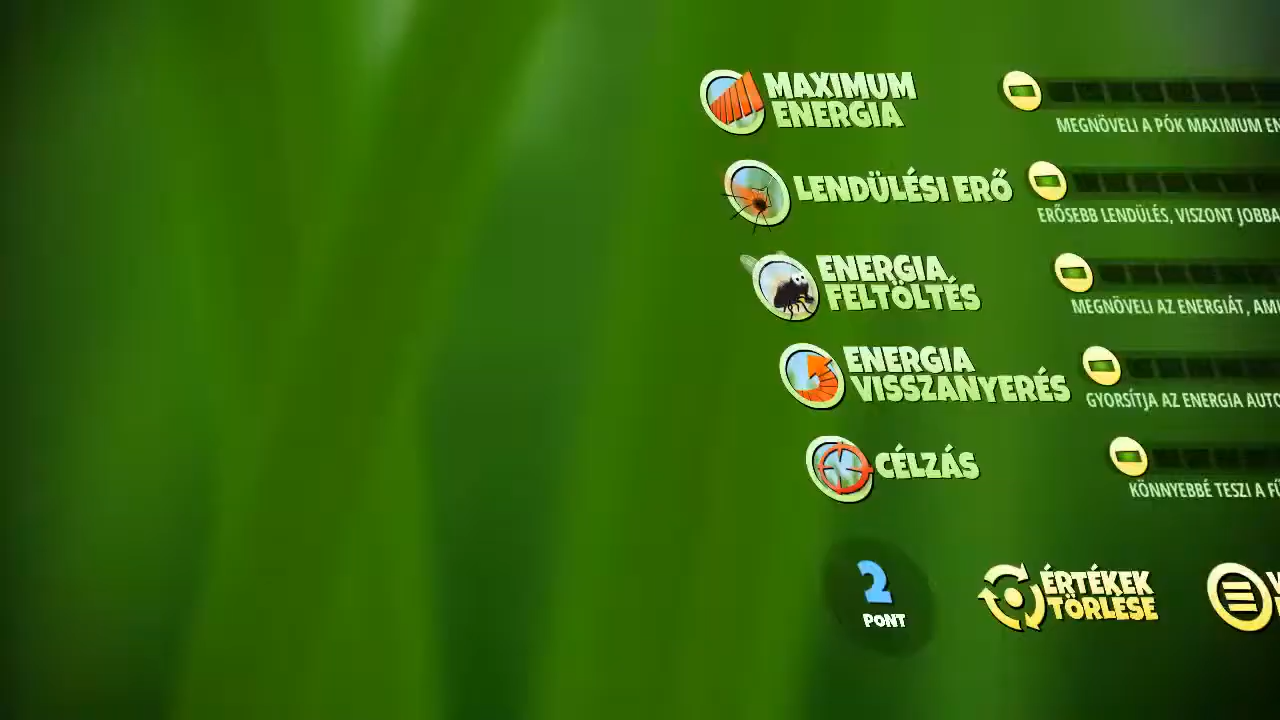 MAXIMUM
ENERGIA
MEGNÖVELI A PÓK MAXIMUM
LENDÜLÉSI ERŐ
ERŐSEBB LENDÜLÉS, VISZONT
ENERGIA
FELTÖLTÉS
MEGNÖVELI AZ ENERGIÁT,
ENERGIA
VISSZANYERÉS
GYORSÍTJA AZ ENERGIA
CÉLZÁS
KÖNNYEBBÉ TESZI A
2
PONT
ÉRTÉKEK
TÖRLÉSE